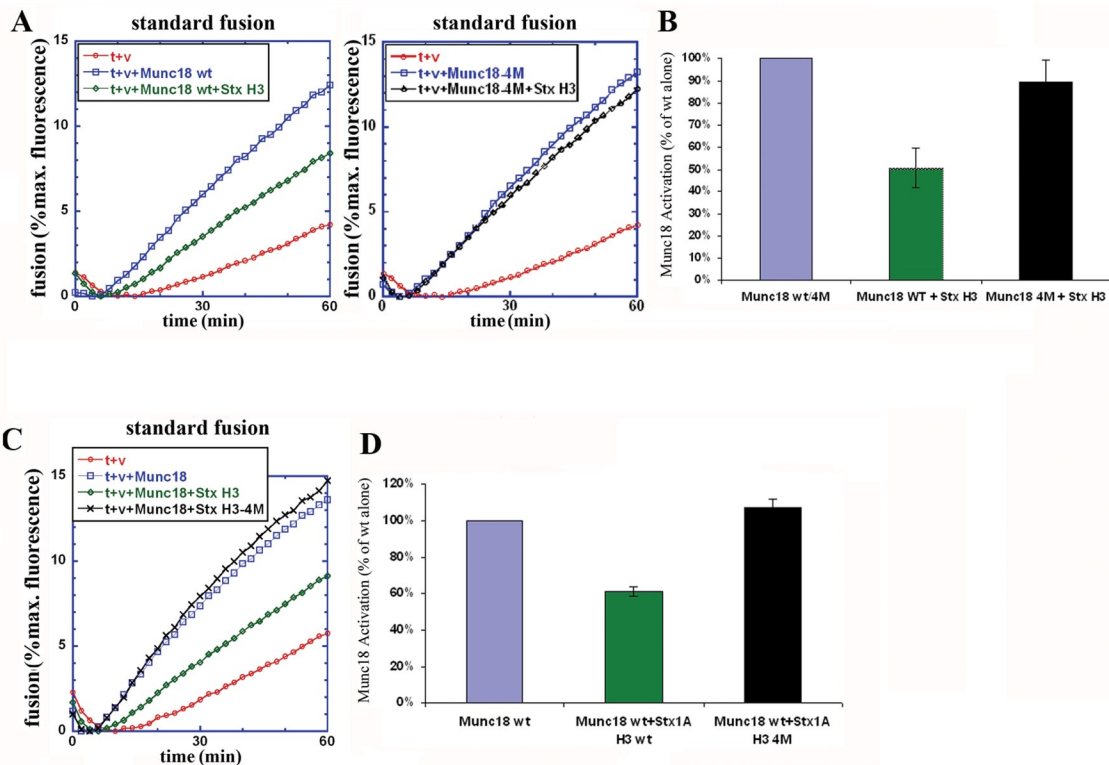 A
standard fusion
fusion (%max. fluorescence)
15
10
5
0
t+v
t+v+Munc18 wt
t+v+Munc18 wt+Stx H3
0
30
60
time (min)
standard fusion
fusion (%max. fluorescence)
15
10
5
0
t+v
t+v+Munc18-4M
t+v+Munc18-4M+Stx H3
0
30
60
time (min)
B
Munc18 Activation (% of wt alone)
100%
90%
80%
70%
60%
50%
40%
30%
20%
10%
0%
Munc18 wt/4M
Munc18 WT + Stx H3
Munc18 4M + Stx H3
C
standard fusion
t+v
t+v+Munc18
t+v+Munc18+Stx H3
t+v+Munc18+Stx H3-4M
fusion (%max. fluorescence)
15
10
5
0
0
30
60
time (min)
D
Munc18 Activation (% of wt alone)
120%
100%
80%
60%
40%
20%
0%
Munc18 wt
Munc18 wt+Stx1A
H3 wt
Munc18 wt+Stx1A
H3 4M